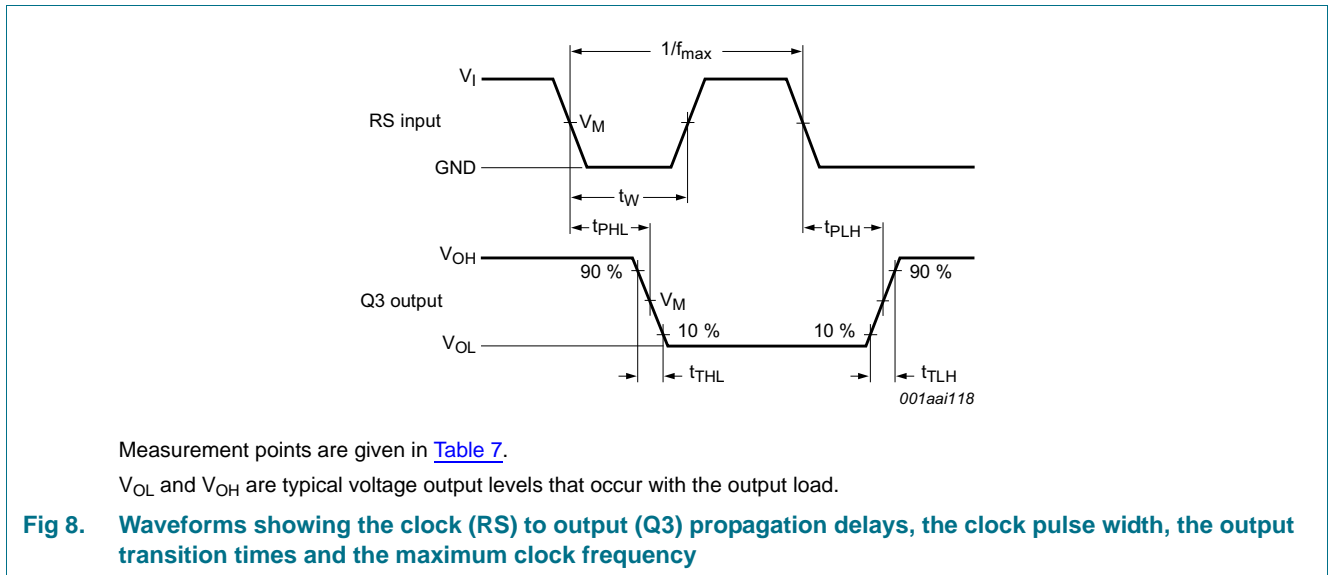 1/fmax
VI
RS input
VM
GND
tW
tPHL
tPLH
VOH
90 %
90 %
Q3 output
VM
10 %
10 %
VOL
tTHL
tTLH
001aai118
Measurement points are given in Table 7.
VOL and VOH are typical voltage output levels that occur with the output load.
Fig 8. Waveforms showing the clock (RS) to output (Q3) propagation delays, the clock pulse width, the output
transition times and the maximum clock frequency